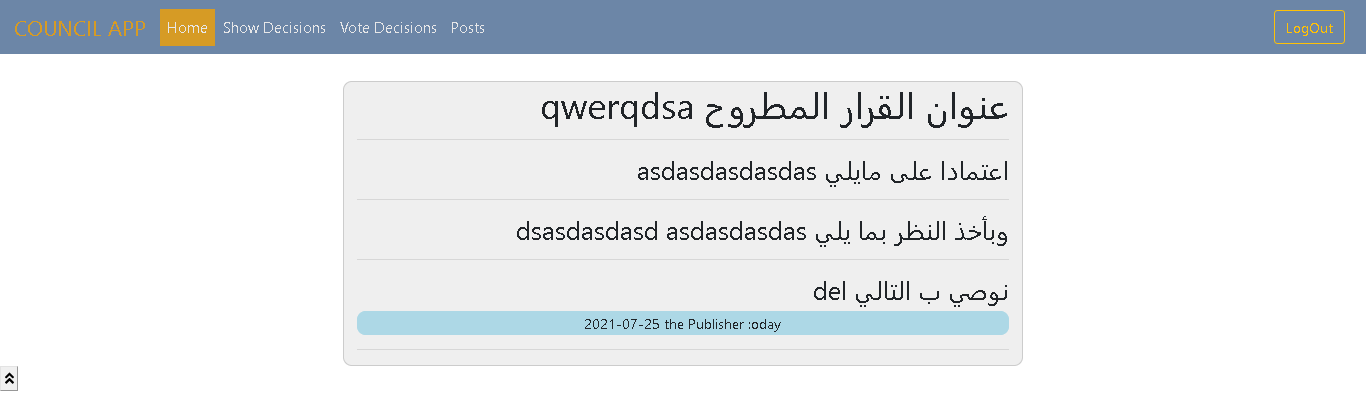 COUNCIL APP Home Show Decisions Vote Decisions Posts LogOut
عنوان القرار المطروح qwerqdsa
اعتمادا على مايلي asdasdasdasdas
وبأخذ النظر بما يلي dsasdasdasd asdasdasdas
نوصي ب التالي del
2021-07-25 the Publisher :oday